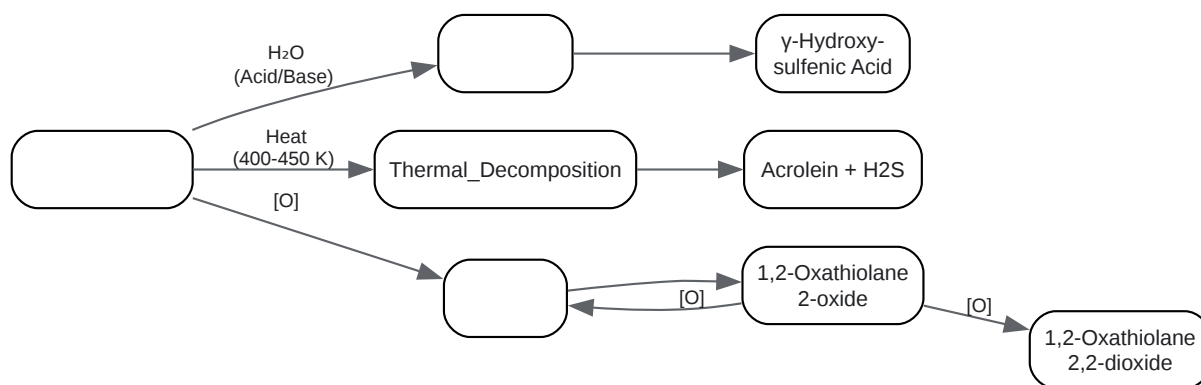 H₂O
(Acid/Base)
γ-Hydroxy-
sulfenic Acid
Heat
(400-450 K)
Thermal_Decomposition
Acrolein + H2S
[O]
1,2-Oxathiolane
2-oxide
[O]
[O]
1,2-Oxathiolane
2,2-dioxide